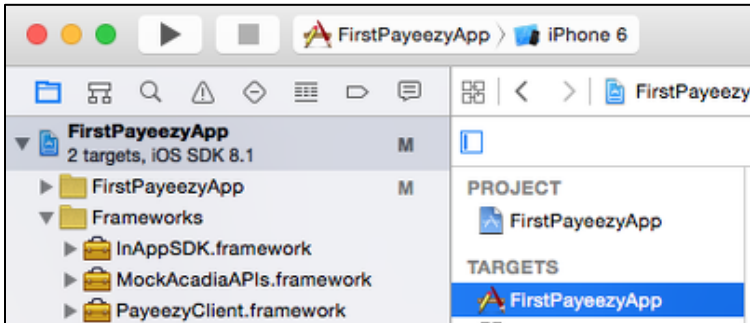 FirstPayeezyApp iPhone 6
FirstPayeezy
FirstPayeezyApp
2 targets, iOS SDK 8.1 M
FirstPayeezyApp M
Frameworks
InAppSDK.framework
MockAcadiaAPIs.framework
PayeezyClient.framework
PROJECT
FirstPayeezyApp
TARGETS
FirstPayeezyApp